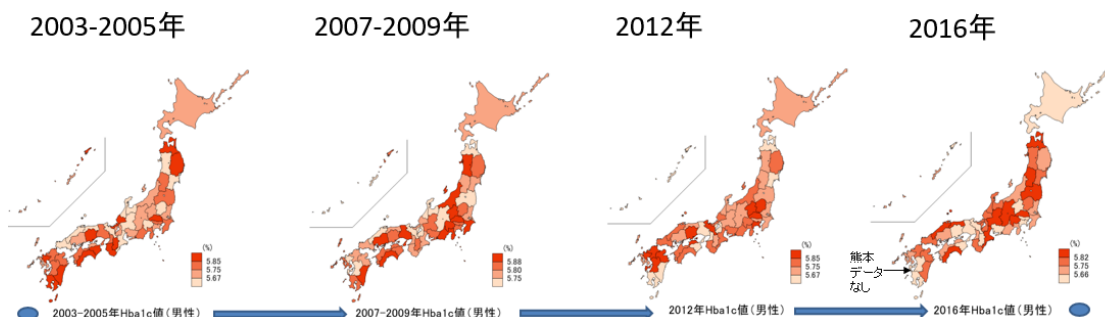 2003-2005年
2007-2009年
2012年
2016年
(%)
5.85
5.75
5.67
(%)
5.88
5.80
5.75
(%)
5.85
5.75
5.67
熊本
データ
なし
(%)
5.82
5.75
5.66
2003-2005年Hba1c値(男性)
2007-2009年Hba1c値(男性)
2012年Hba1c値(男性)
2016年Hba1c値(男性)